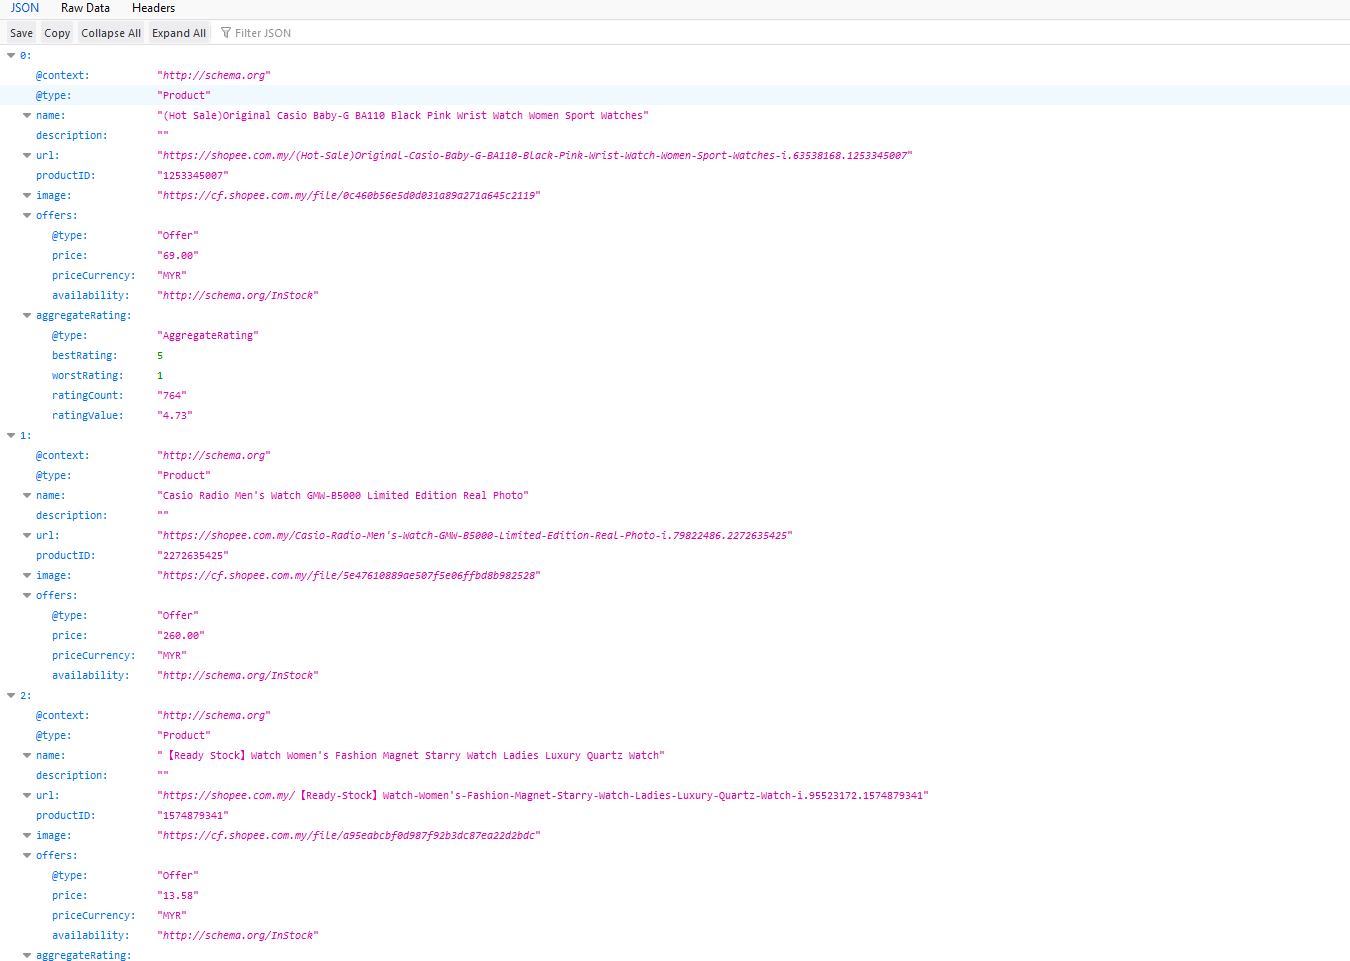 JSON Raw Data Headers
Save Copy Collapse All Expand All Filter JSON
0:
@context: "http://schema.org"
@type: "Product"
name: "(Hot Sale)Original Casio Baby-G BA110 Black Pink Wrist Watch Women Sport Watches"
description: ""
url: "https://shopee.com.my/(Hot-Sale)Original-Casio-Baby-G-BA110-Black-Pink-Wrist-Watch-Women-Sport-Watches-i.63538168.1253345007"
productID: "1253345007"
image: "https://cf.shopee.com.my/file/0c460b56e5d0d031a89a271a645c2119"
offers:
@type: "Offer"
price: "69.00"
priceCurrency: "MYR"
availability: "http://schema.org/InStock"
aggregateRating:
@type: "AggregateRating"
bestRating: 5
worstRating: 1
ratingCount: "764"
ratingValue: "4.73"
1:
@context: "http://schema.org"
@type: "Product"
name: "Casio Radio Men's Watch GMW-B5000 Limited Edition Real Photo"
description: ""
url: "https://shopee.com.my/Casio-Radio-Men's-Watch-GMW-B5000-Limited-Edition-Real-Photo-i.79822486.2272635425"
productID: "2272635425"
image: "https://cf.shopee.com.my/file/5e47610889ae507f5e06ffbd8b982528"
offers:
@type: "Offer"
price: "260.00"
priceCurrency: "MYR"
availability: "http://schema.org/InStock"
2:
@context: "http://schema.org"
@type: "Product"
name: "【Ready Stock】Watch Women's Fashion Magnet Starry Watch Ladies Luxury Quartz Watch"
description: ""
url: "https://shopee.com.my/【Ready-Stock】Watch-Women's-Fashion-Magnet-Starry-Watch-Ladies-Luxury-Quartz-Watch-i.95523172.1574879341"
productID: "1574879341"
image: "https://cf.shopee.com.my/file/a95eabcbf0d987f92b3dc87ea22d2bdc"
offers:
@type: "Offer"
price: "13.58"
priceCurrency: "MYR"
availability: "http://schema.org/InStock"
aggregateRating: